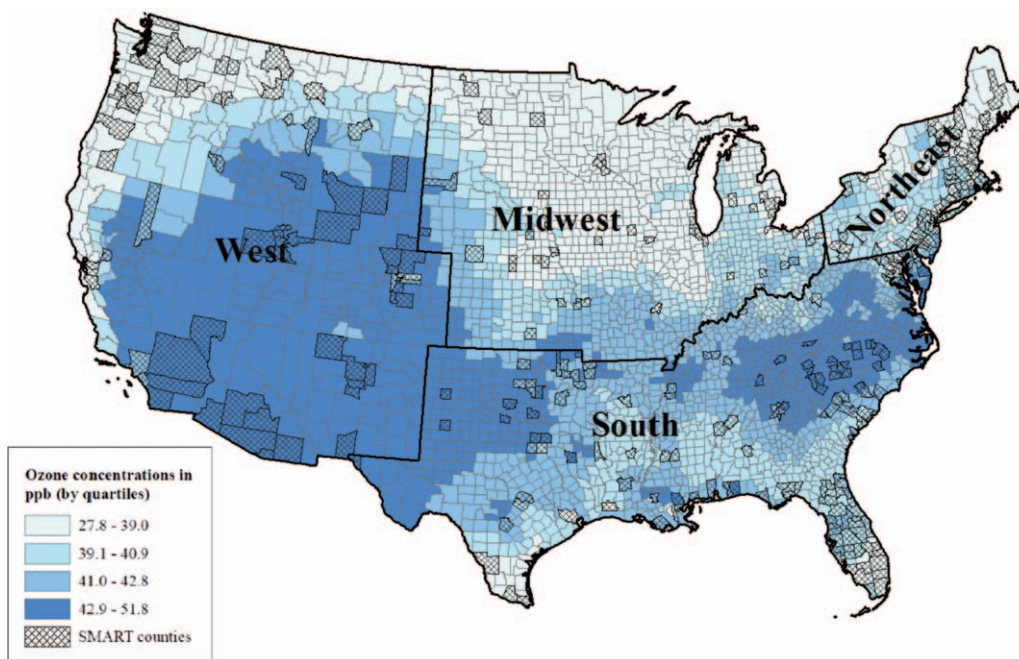 Northeast
Midwest
West
South
Ozone concentrations in
ppb (by quartiles)
27.8 - 39.0
39.1 - 40.9
41.0 - 42.8
42.9 - 51.8
SMART counties